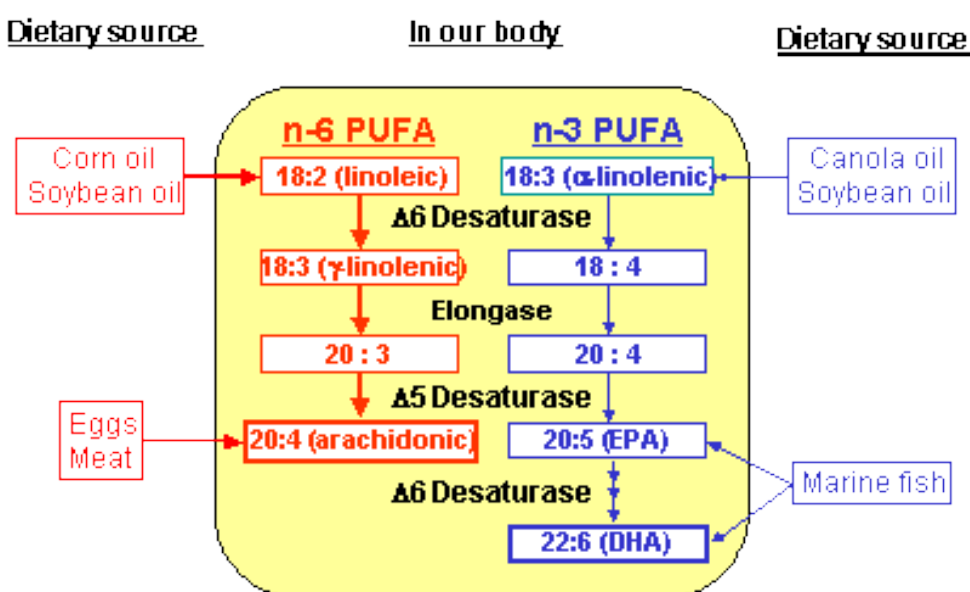 Dietary source
In our body
Dietary source
n-6 PUFA
n-3 PUFA
Corn oil
Soybean oil
18:2 (linoleic)
18:3 (α-linolenic)
Canola oil
Soybean oil
Δ6 Desaturase
18:3 (γ-linolenic)
18 : 4
Elongase
20 : 3
20 : 4
Δ5 Desaturase
Eggs
Meat
20:4 (arachidonic)
20:5 (EPA)
Δ6 Desaturase
Marine fish
22:6 (DHA)